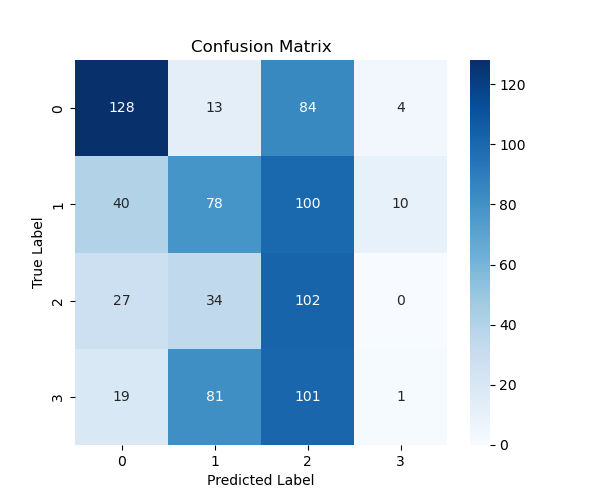 Confusion Matrix
True Label
0 128 13 84 4
1 40 78 100 10
2 27 34 102 0
3 19 81 101 1
0 1 2 3
Predicted Label
120
100
80
60
40
20
0